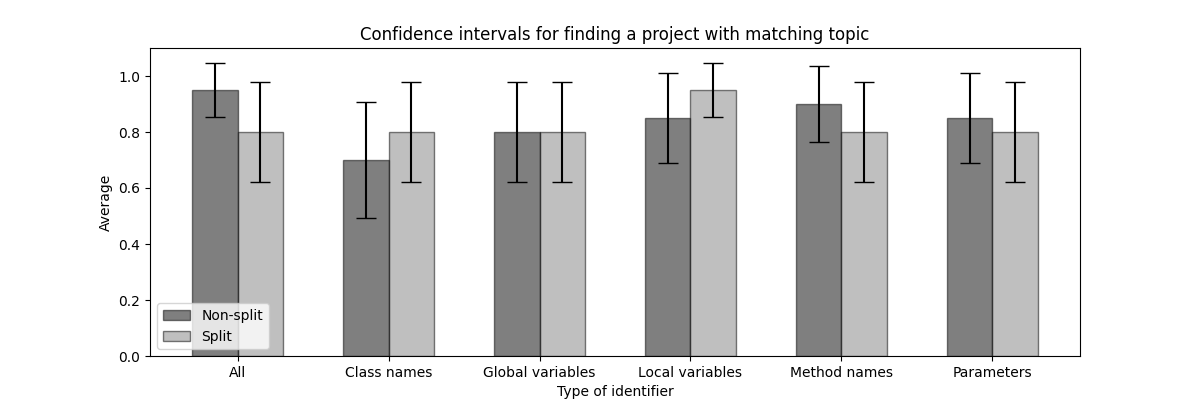 Confidence intervals for finding a project with matching topic
1.0
0.8
0.6
0.4
0.2
0.0
Average
Non-split
Split
All
Class names
Global variables
Local variables
Method names
Parameters
Type of identifier